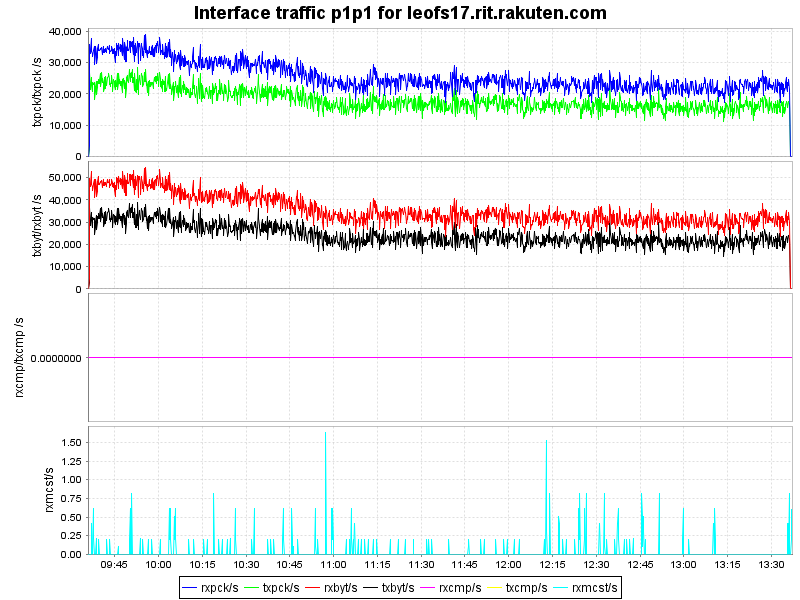 Interface traffic p1p1 for leofs17.rit.rakuten.com
txpck/txpck /s
40,000
30,000
20,000
10,000
0
txbyt/rxbyt /s
50,000
40,000
30,000
20,000
10,000
0
rxcmp/txcmp /s
0.0000000
rxmcst/s
1.50
1.25
1.00
0.75
0.50
0.25
0.00
09:45 10:00 10:15 10:30 10:45 11:00 11:15 11:30 11:45 12:00 12:15 12:30 12:45 13:00 13:15 13:30
rxpck/s txpck/s rxbyt/s txbyt/s rxcmp/s txcmp/s rxmcst/s